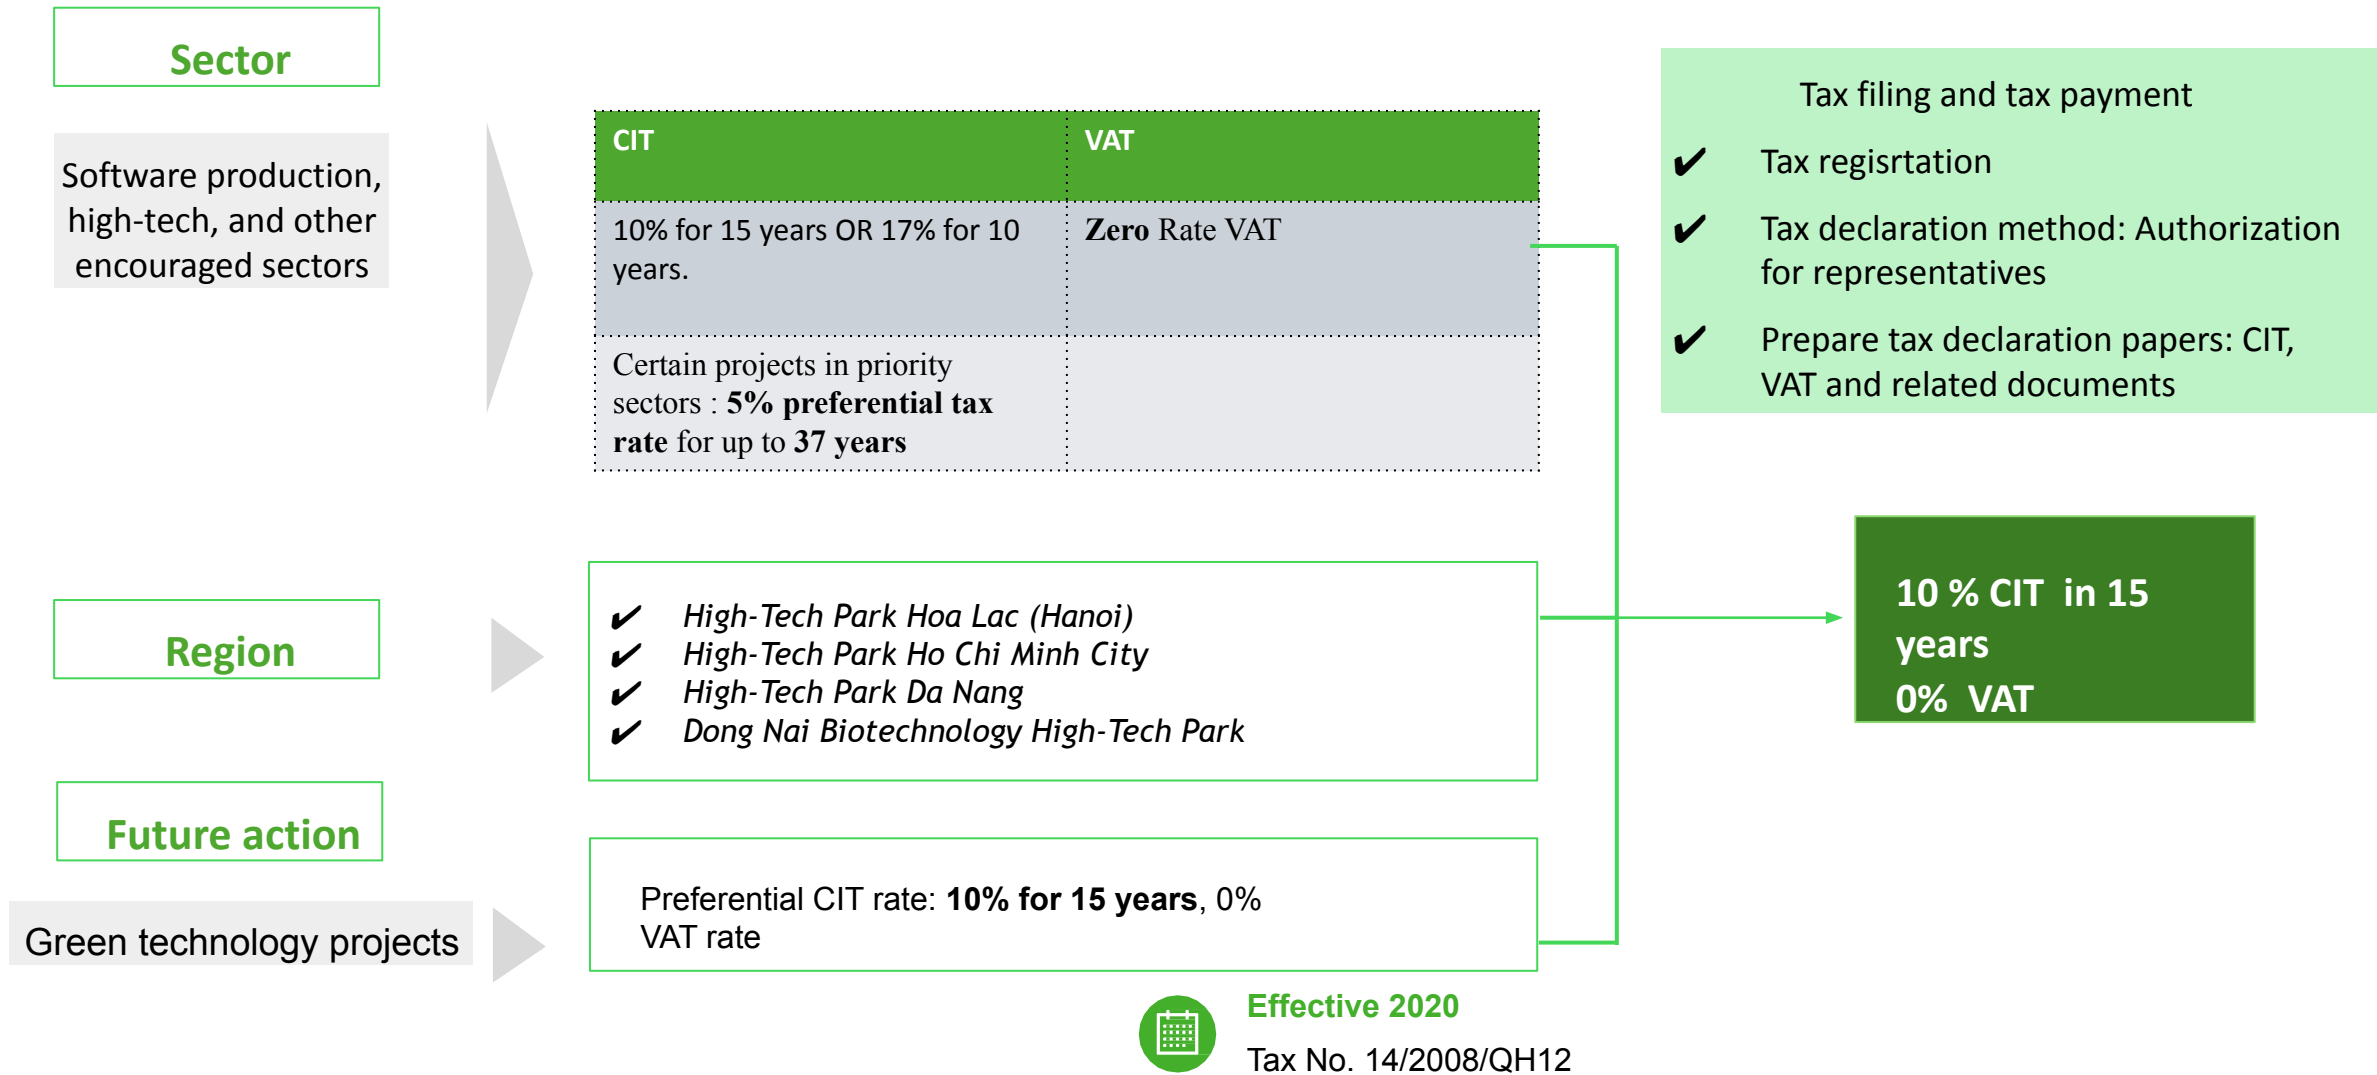 Sector
Software production,
high-tech, and other
encouraged sectors
CIT
VAT
10% for 15 years OR 17% for 10
years.
Zero Rate VAT
Certain projects in priority
sectors : 5% preferential tax
rate for up to 37 years
Tax filing and tax payment
✔ Tax regisrtation
✔ Tax declaration method: Authorization
for representatives
✔ Prepare tax declaration papers: CIT,
VAT and related documents
Region
✔ High-Tech Park Hoa Lac (Hanoi)
✔ High-Tech Park Ho Chi Minh City
✔ High-Tech Park Da Nang
✔ Dong Nai Biotechnology High-Tech Park
10 % CIT in 15
years
0% VAT
Future action
Green technology projects
Preferential CIT rate: 10% for 15 years, 0%
VAT rate
Effective 2020
Tax No. 14/2008/QH12